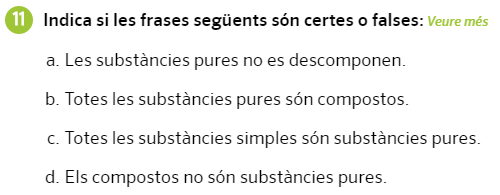 11 Indica si les frases següents són certes o falses: Veure més
a. Les substàncies pures no es descomponen.
b. Totes les substàncies pures són compostos.
c. Totes les substàncies simples són substàncies pures.
d. Els compostos no són substàncies pures.